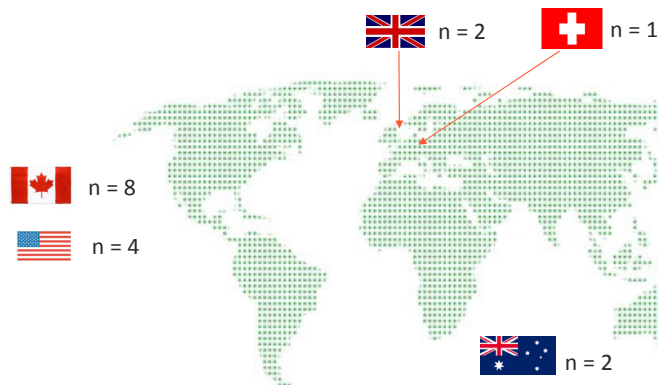 n = 2
n = 1
n = 8
n = 4
n = 2